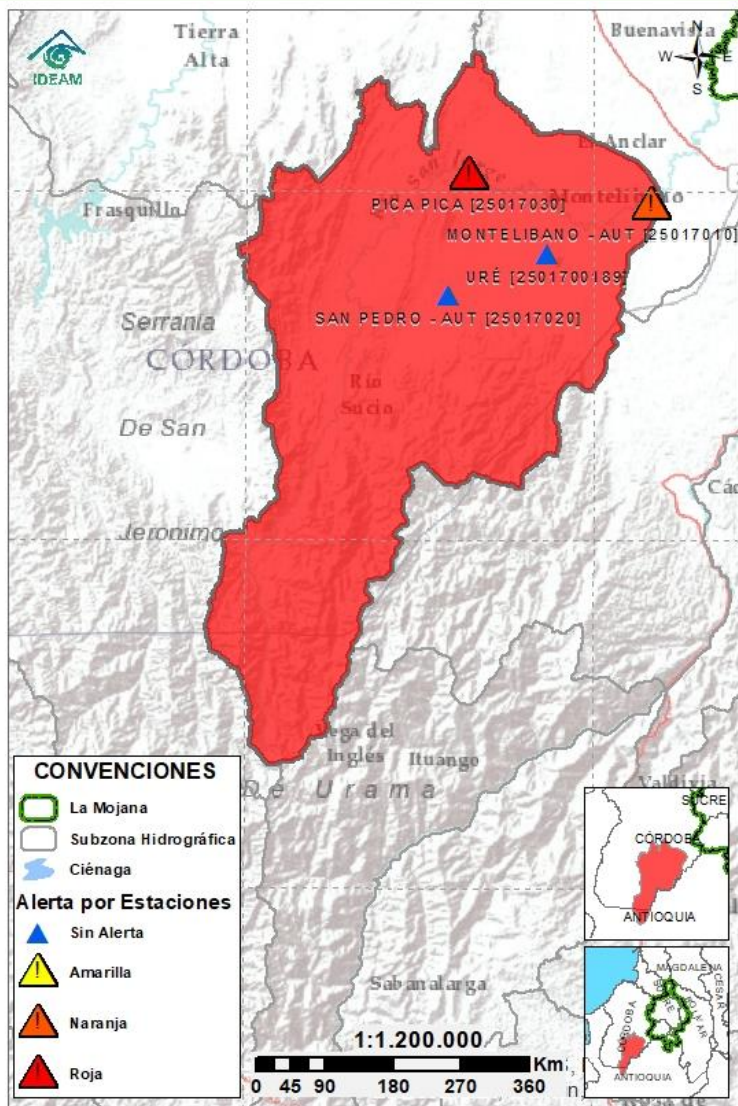 Tierra
Alta
Buenavista
IDEAM
N
W
E
S
El Anclar
PICA PICA [25017030]
Montelibano
Frasquillo
MONTELIBANO - AUT [25017010]
URÉ [2501700189]
SAN PEDRO - AUT [25017020]
Serrania
CÓRDOBA
Río
Sucio
De San
Jeronimo
Ituango
Ingles
De Urama
Valdivia
CONVENCIONES
La Mojana
Subzona Hidrográfica
Ciénaga
Alerta por Estaciones
Sin Alerta
Amarilla
Naranja
Roja
Sabanalarga
1:1.200.000
Km
0 45 90 180 270 360
SUCRE
CÓRDOBA
ANTIOQUIA
MAGDALENA
CESAR
CÓRDOBA
ANTIOQUIA